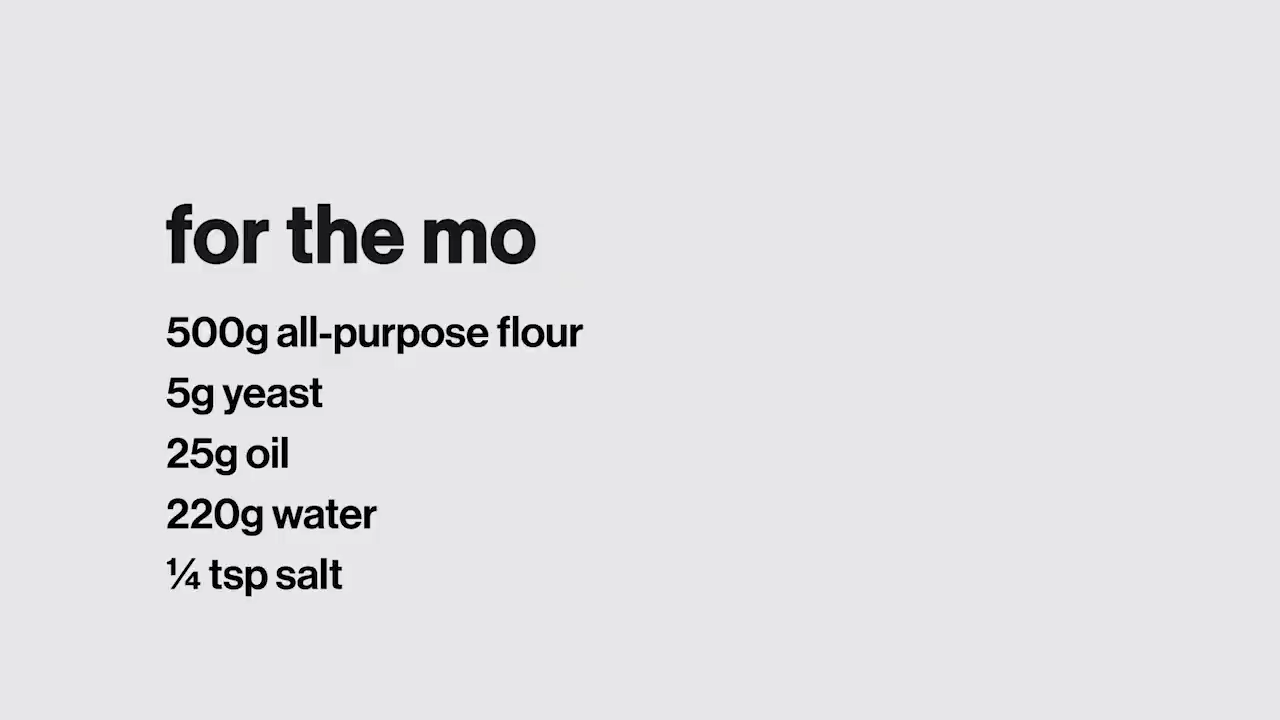 for the mo
500g all-purpose flour
5g yeast
25g oil
220g water
¼ tsp salt